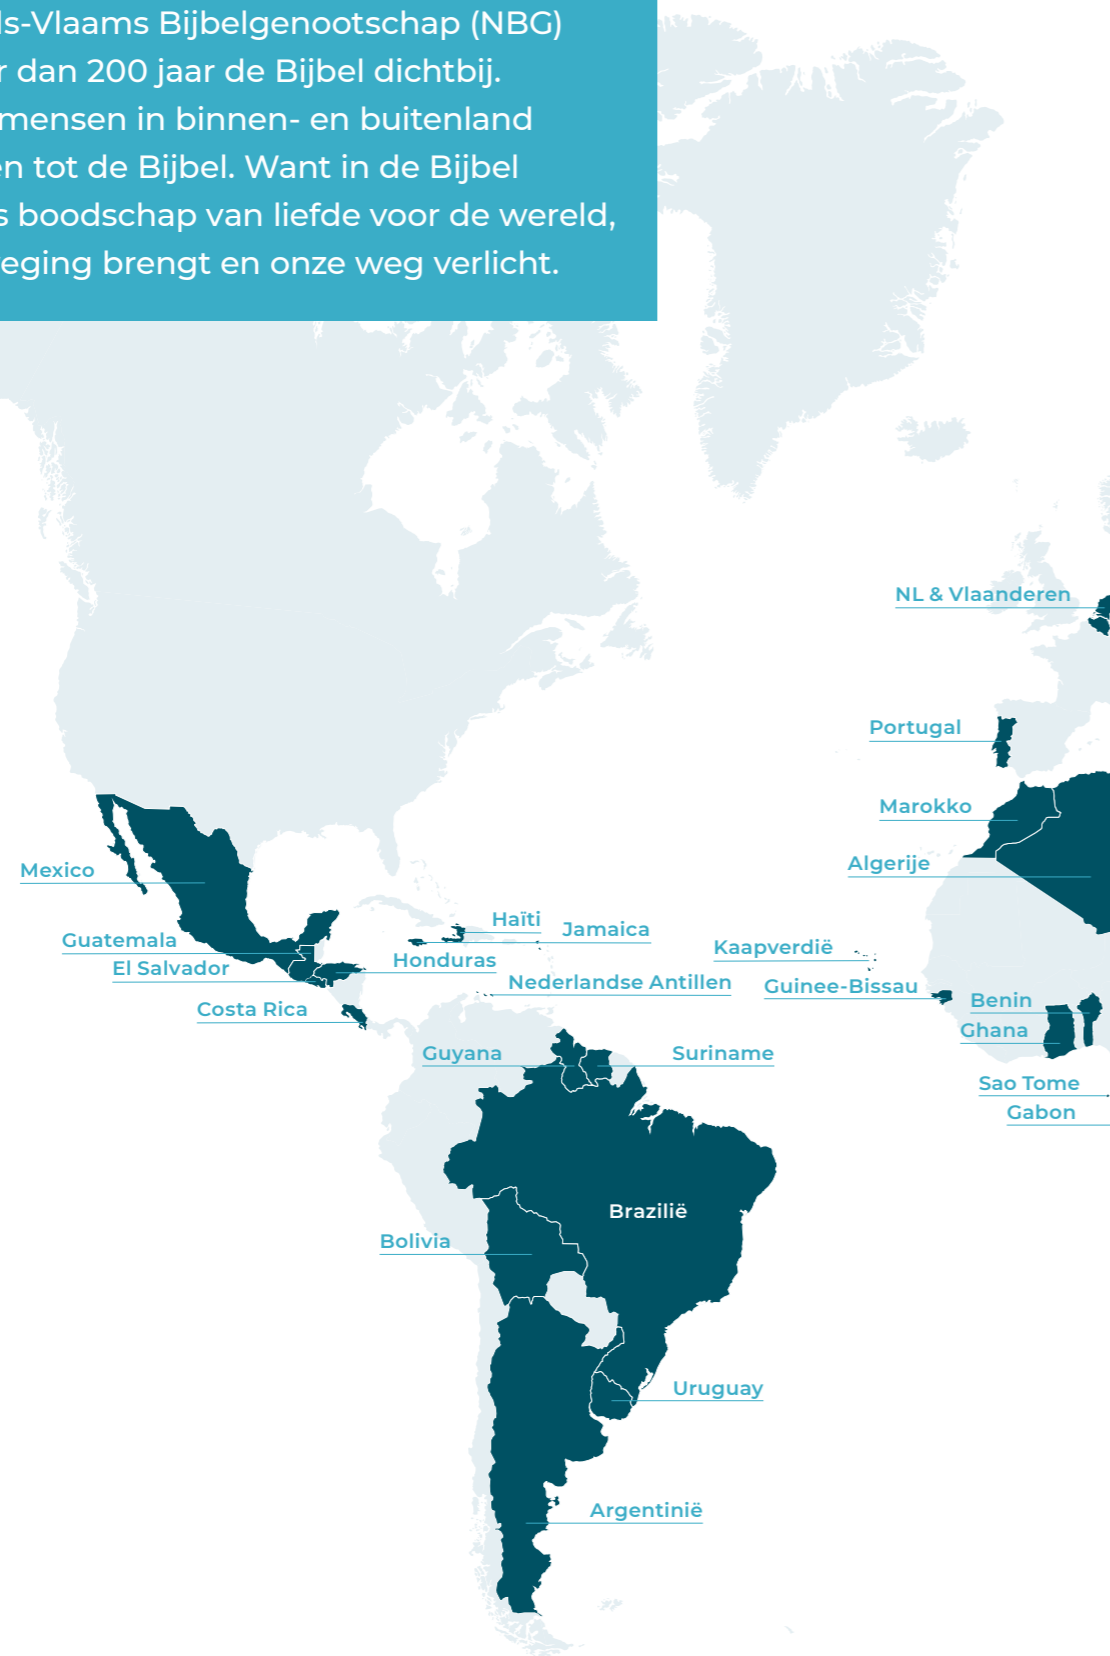 ls-Vlaams Bijbelgenootschap (NBG)
r dan 200 jaar de Bijbel dichtbij.
mensen in binnen- en buitenland
en tot de Bijbel. Want in de Bijbel
s boodschap van liefde voor de wereld,
eging brengt en onze weg verlicht.
NL & Vlaanderen
Portugal
Marokko
Algerije
Mexico
Haïti
Jamaica
Guatemala
Kaapverdië
Honduras
El Salvador
Nederlandse Antillen
Guinee-Bissau
Benin
Costa Rica
Ghana
Guyana
Suriname
Sao Tome
Gabon
Brazilië
Bolivia
Uruguay
Argentinië